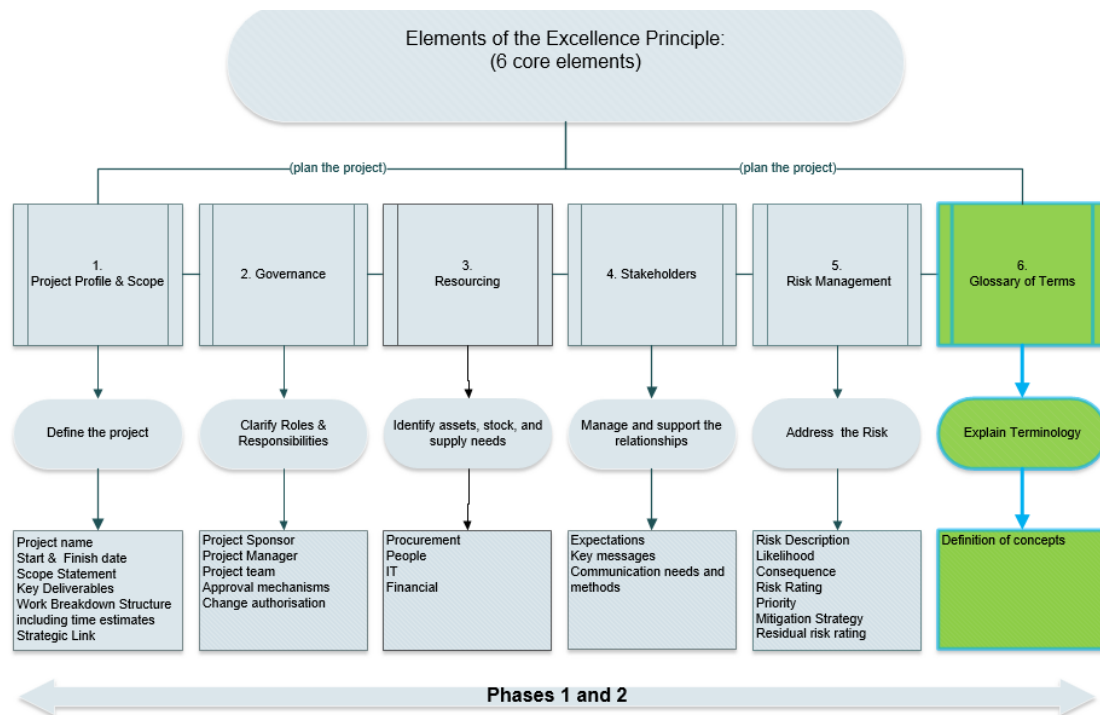 Elements of the Excellence Principle:
(6 core elements)
(plan the project)
(plan the project)
1.
Project Profile & Scope
2. Governance
3.
Resourcing
4. Stakeholders
5.
Risk Management
6.
Glossary of Terms
Define the project
Clarify Roles &
Responsibilities
Identify assets, stock, and
supply needs
Manage and support the
relationships
Address the Risk
Explain Terminology
Project name
Start & Finish date
Scope Statement
Key Deliverables
Work Breakdown Structure
including time estimates
Strategic Link
Project Sponsor
Project Manager
Project team
Approval mechanisms
Change authorisation
Procurement
People
IT
Financial
Expectations
Key messages
Communication needs and
methods
Risk Description
Likelihood
Consequence
Risk Rating
Priority
Mitigation Strategy
Residual risk rating
Definition of concepts
Phases 1 and 2